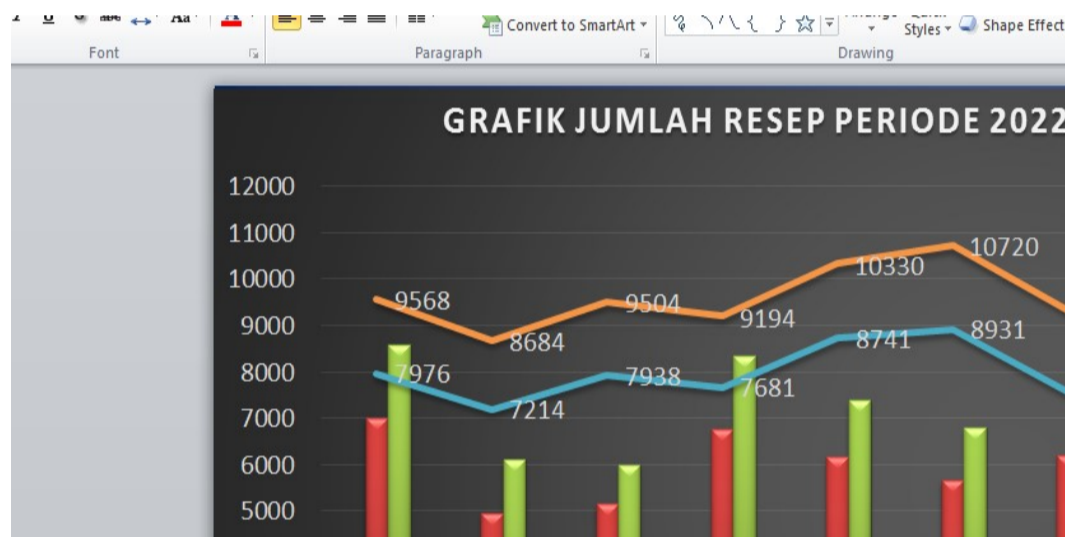 Convert to SmartArt
Styles
Shape Effect
Font
Paragraph
Drawing
GRAFIK JUMLAH RESEP PERIODE 2022
12000
11000
10000
9000
8000
7000
6000
5000
9568
8684
9504
9194
10330
10720
7976
7214
7938
7681
8741
8931